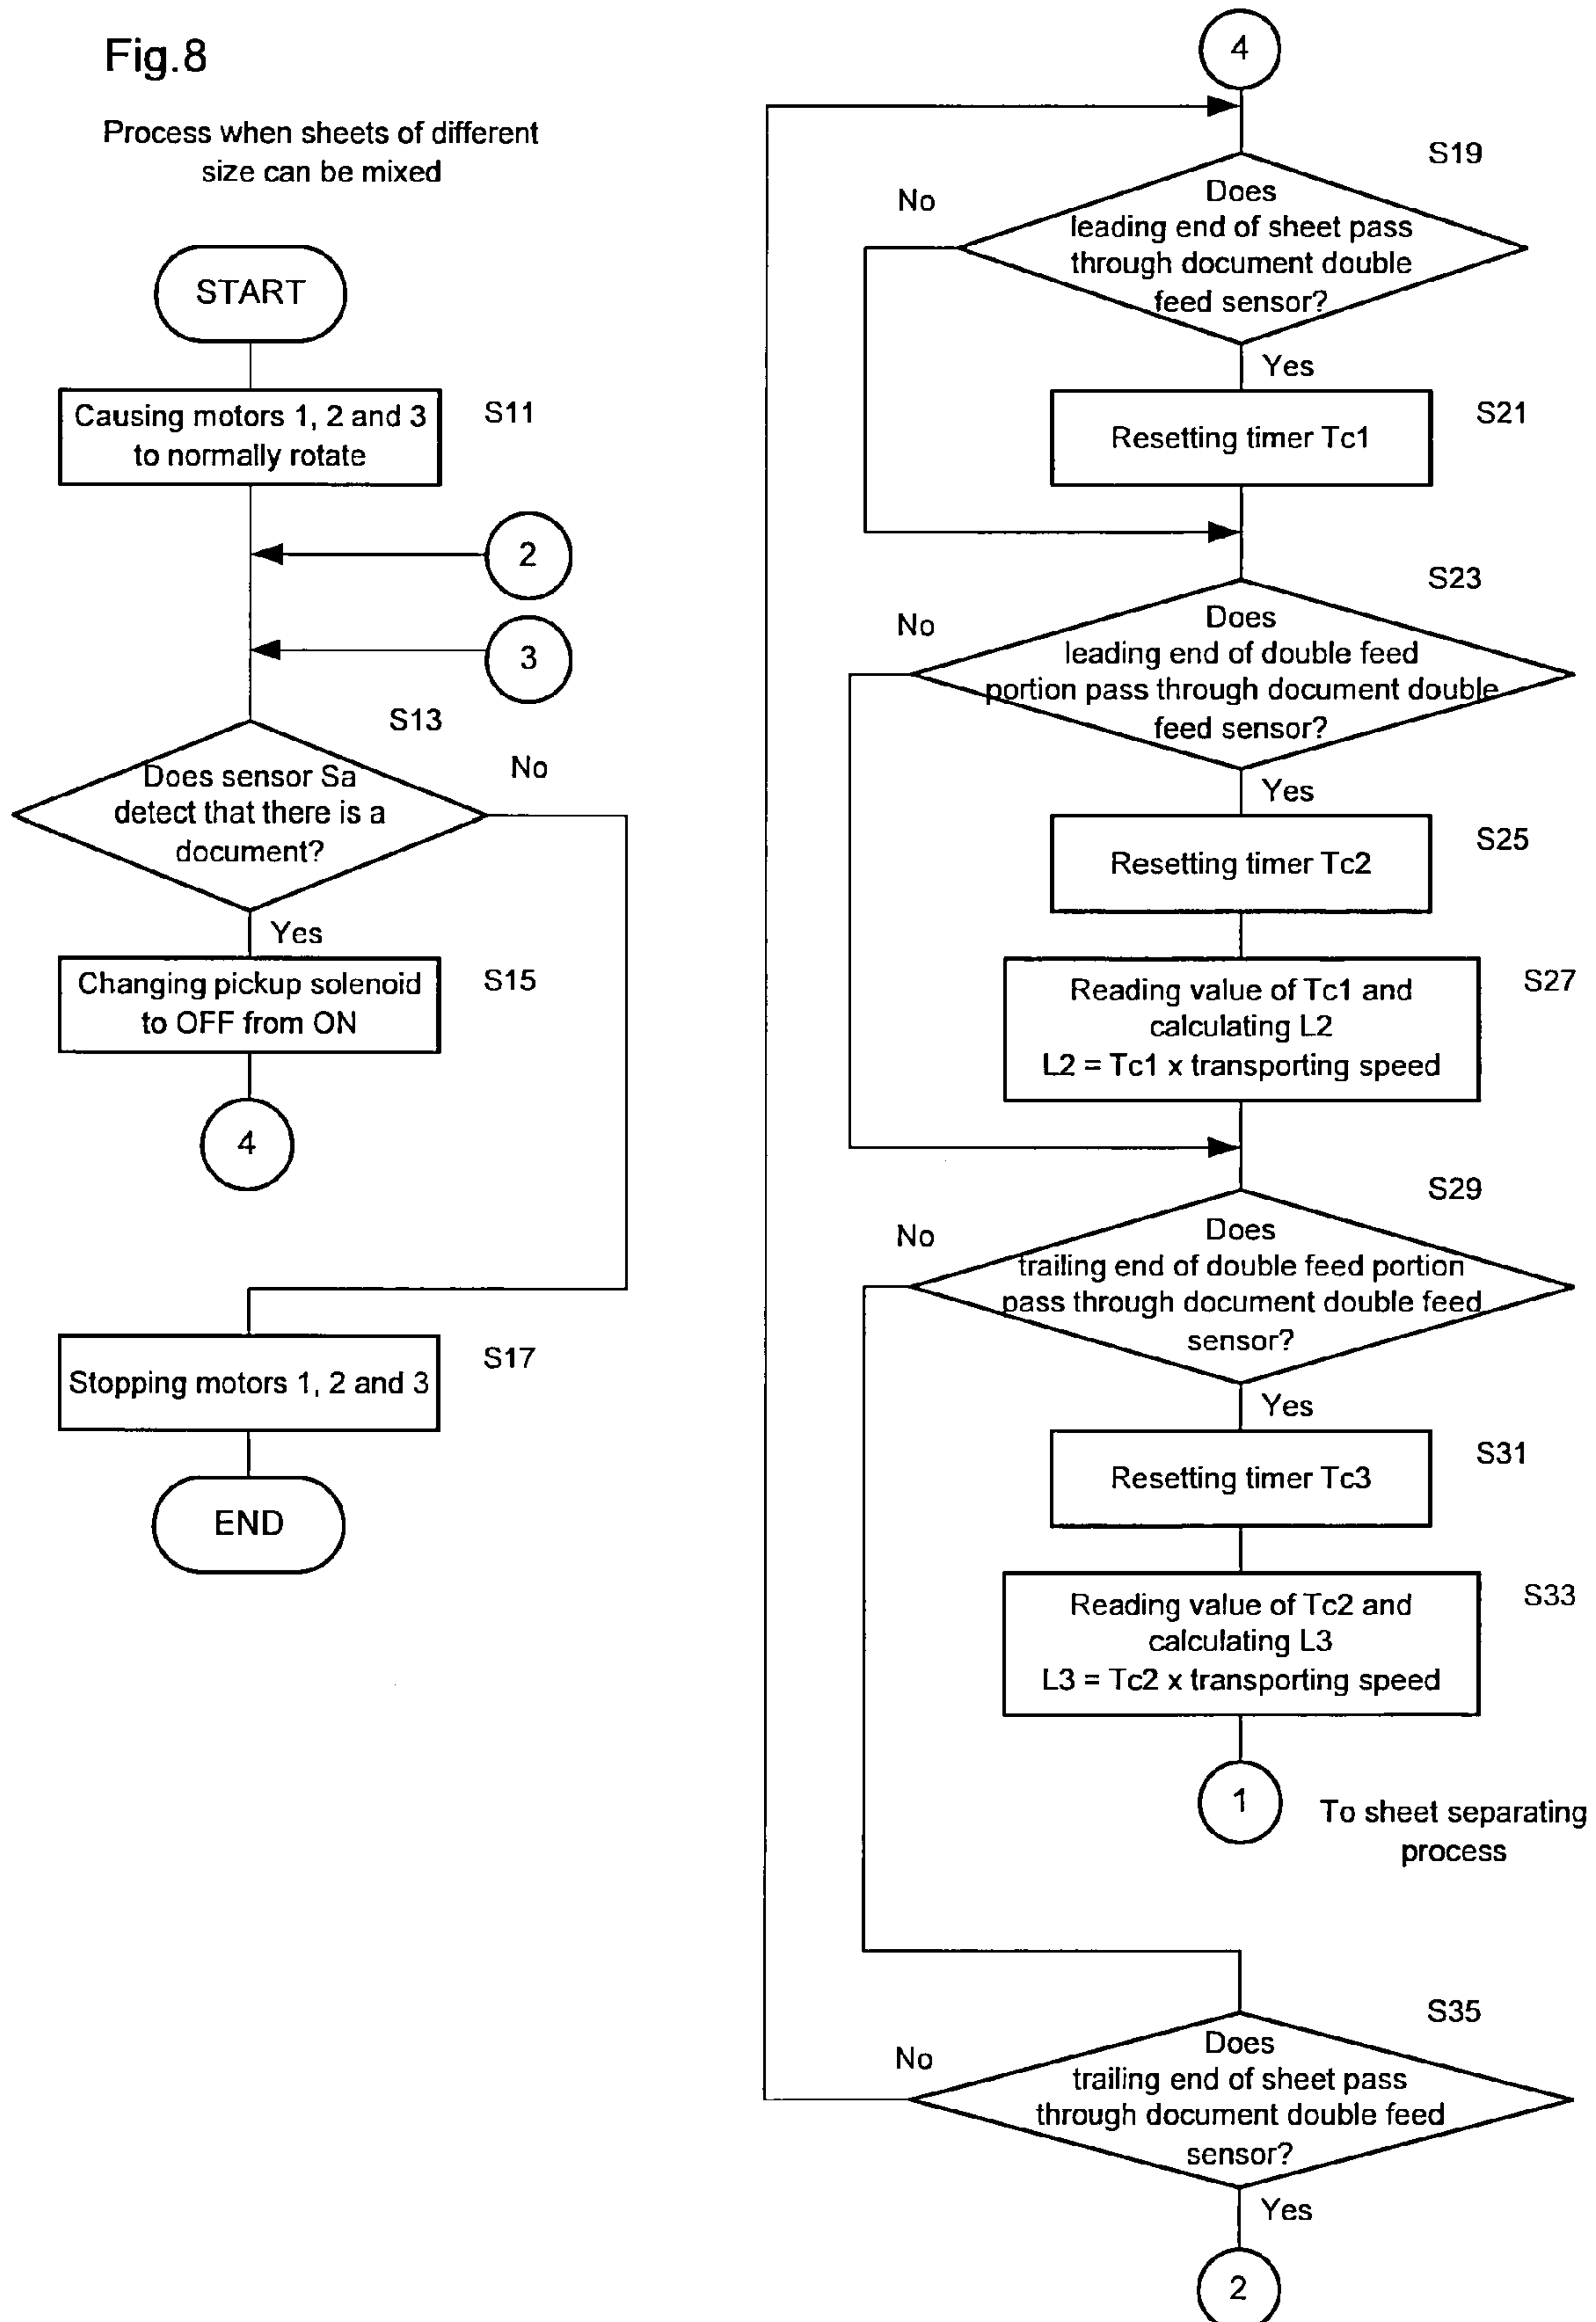 Fig.8
Process when sheets of different
size can be mixed
START
Causing motors 1, 2 and 3
to normally rotate
S11
2
3
S13
Does sensor Sa
detect that there is a
document?
No
Yes
Changing pickup solenoid
to OFF from ON
S15
4
Stopping motors 1, 2 and 3
S17
END
4
S19
Does
leading end of sheet pass
through document double
feed sensor?
No
Yes
Resetting timer Tc1
S21
S23
Does
leading end of double feed
portion pass through document double
feed sensor?
No
Yes
Resetting timer Tc2
S25
Reading value of Tc1 and
calculating L2
L2 = Tc1 x transporting speed
S27
S29
Does
trailing end of double feed portion
pass through document double feed
sensor?
No
Yes
Resetting timer Tc3
S31
Reading value of Tc2 and
calculating L3
L3 = Tc2 x transporting speed
S33
1
To sheet separating
process
S35
Does
trailing end of sheet pass
through document double feed
sensor?
No
Yes
2